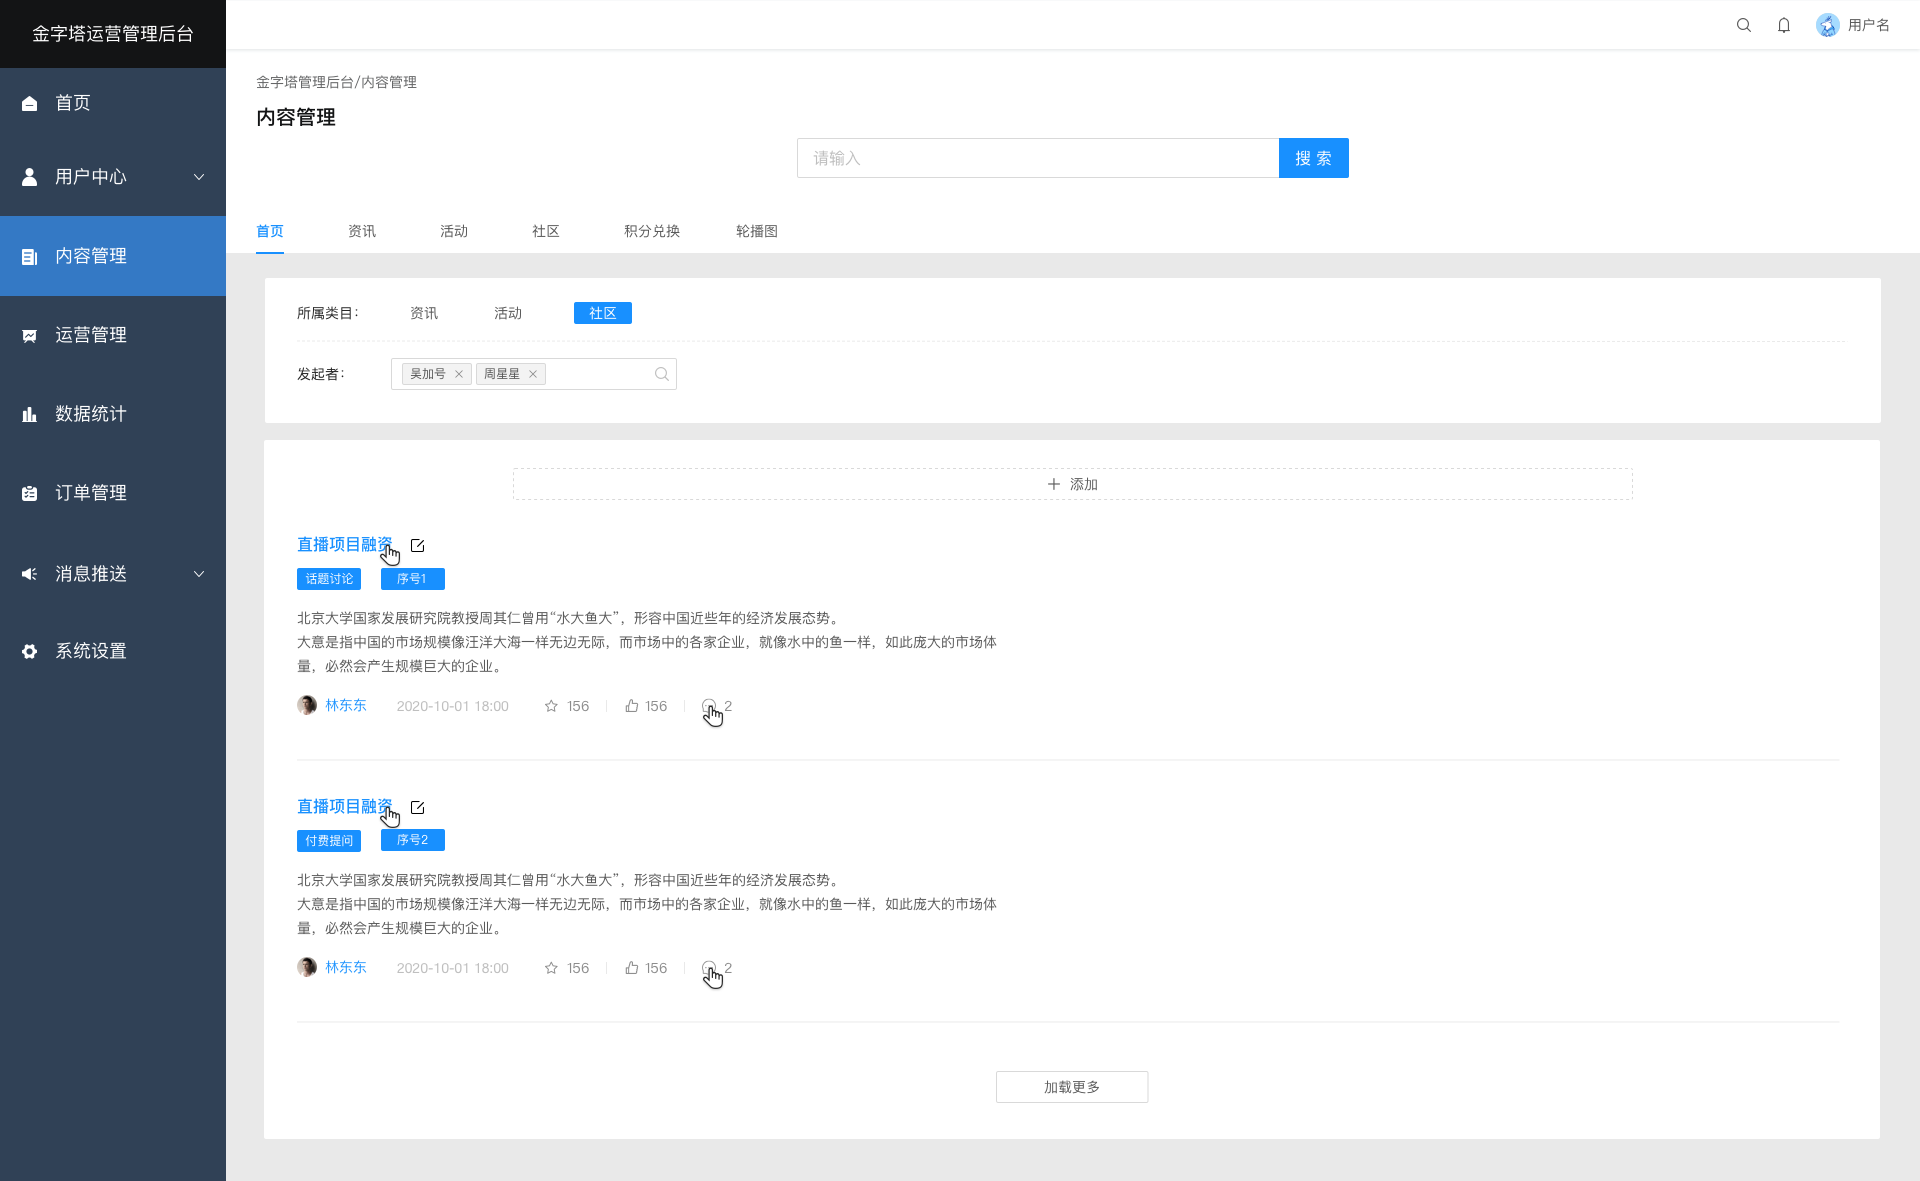 金字塔运营管理后台
用户名
首页
用户中心
内容管理
运营管理
数据统计
订单管理
消息推送
系统设置
金字塔管理后台/内容管理
内容管理
请输入
搜 索
首页 资讯 活动 社区 积分兑换 轮播图
所属类目： 资讯 活动 社区
发起者： 吴加号 周星星
添加
直播项目融资
话题讨论 序号1
北京大学国家发展研究院教授周其仁曾用“水大鱼大”，形容中国近些年的经济发展态势。
大意是指中国的市场规模像汪洋大海一样无边无际，而市场中的各家企业，就像水中的鱼一样，如此庞大的市场体
量，必然会产生规模巨大的企业。
林东东 2020-10-01 18:00 156 156 2
直播项目融资
付费提问 序号2
北京大学国家发展研究院教授周其仁曾用“水大鱼大”，形容中国近些年的经济发展态势。
大意是指中国的市场规模像汪洋大海一样无边无际，而市场中的各家企业，就像水中的鱼一样，如此庞大的市场体
量，必然会产生规模巨大的企业。
林东东 2020-10-01 18:00 156 156 2
加载更多